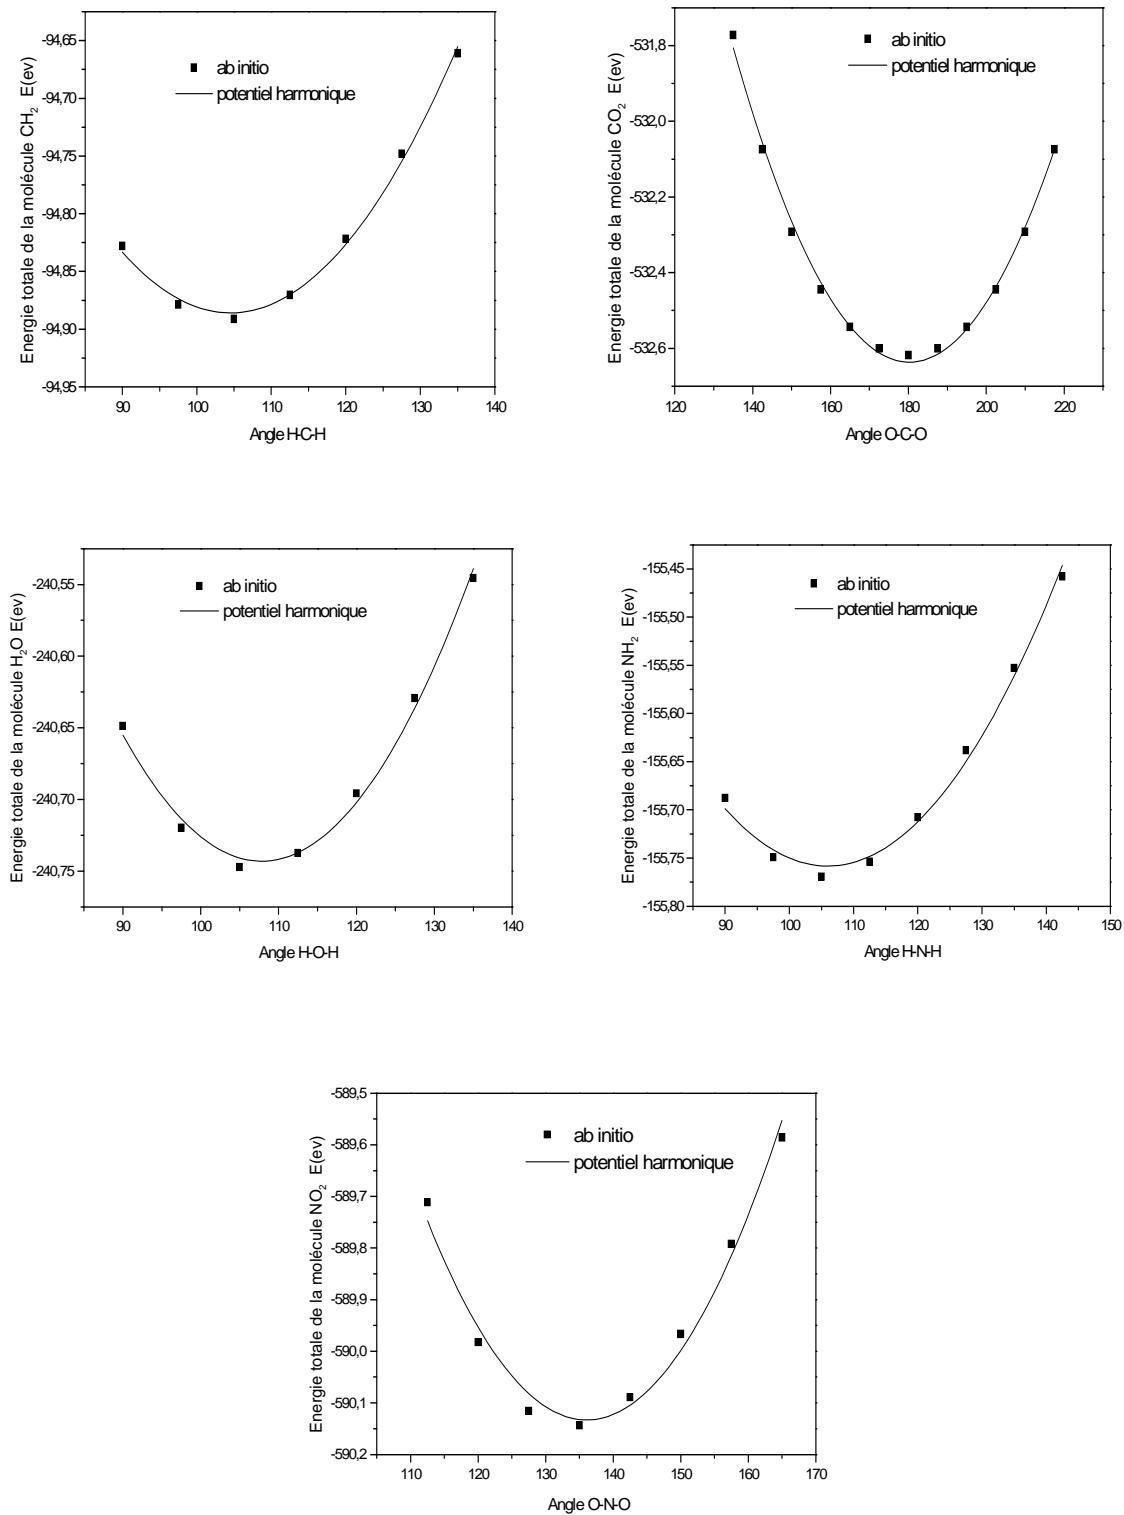 Energie totale de la molécule CH2 E(ev)
-94,65
-94,70
-94,75
-94,80
-94,85
-94,90
-94,95
ab initio
potentiel harmonique
90 100 110 120 130 140
Angle H-C-H
Energie totale de la molécule CO2 E(ev)
-531,8
-532,0
-532,2
-532,4
-532,6
ab initio
potentiel harmonique
120 140 160 180 200 220
Angle O-C-O
Energie totale de la molécule H2O E(ev)
-240,55
-240,60
-240,65
-240,70
-240,75
ab initio
potentiel harmonique
90 100 110 120 130 140
Angle H-O-H
Energie totale de la molécule NH2 E(ev)
-155,45
-155,50
-155,55
-155,60
-155,65
-155,70
-155,75
-155,80
ab initio
potentiel harmonique
90 100 110 120 130 140 150
Angle H-N-H
Energie totale de la molécule NO2 E(ev)
-589,5
-589,6
-589,7
-589,8
-589,9
-590,0
-590,1
-590,2
ab initio
potentiel harmonique
110 120 130 140 150 160 170
Angle O-N-O